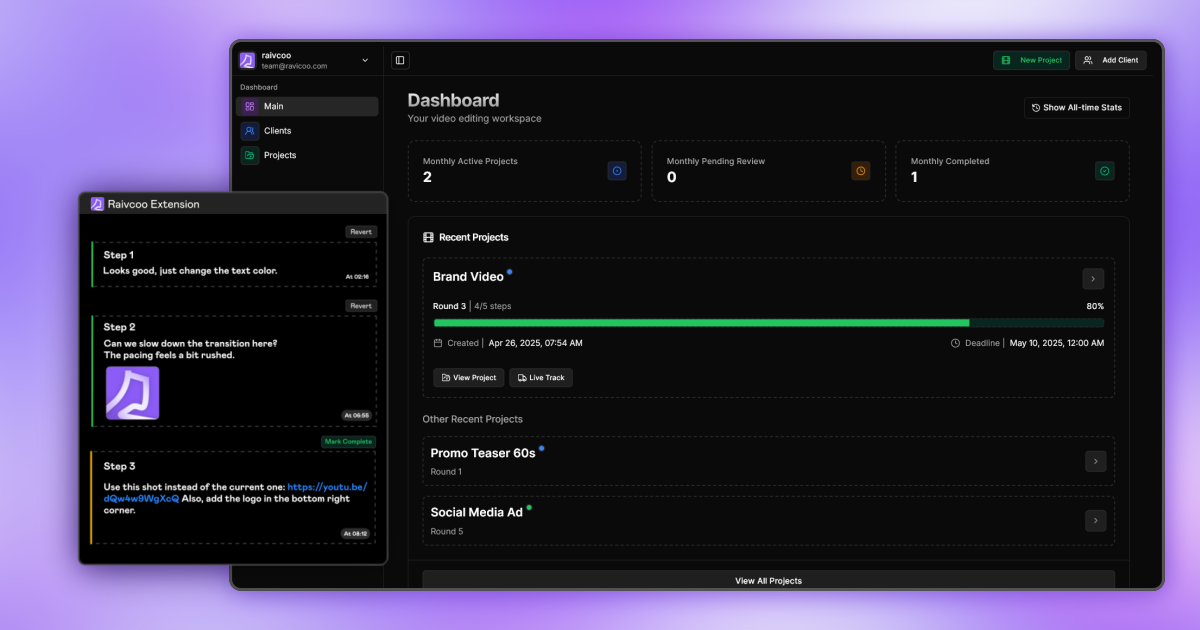 raivcoo
team@ravicoo.com
New Project
Add Client
Dashboard
Main
Clients
Projects
Dashboard
Your video editing workspace
Show All-time Stats
Monthly Active Projects
2
Monthly Pending Review
0
Monthly Completed
1
Recent Projects
Brand Video
Round 3 | 4/5 steps
80%
Created | Apr 26, 2025, 07:54 AM
Deadline | May 10, 2025, 12:00 AM
View Project
Live Track
Other Recent Projects
Promo Teaser 60s
Round 1
Social Media Ad
Round 5
View All Projects
Raivcoo Extension
Revert
Step 1
Looks good, just change the text color.
At 02:16
Revert
Step 2
Can we slow down the transition here?
The pacing feels a bit rushed.
At 06:55
Mark Complete
Step 3
Use this shot instead of the current one: https://youtu.be/
dQw4w9WgXcQ Also, add the logo in the bottom right
corner.
At 08:12